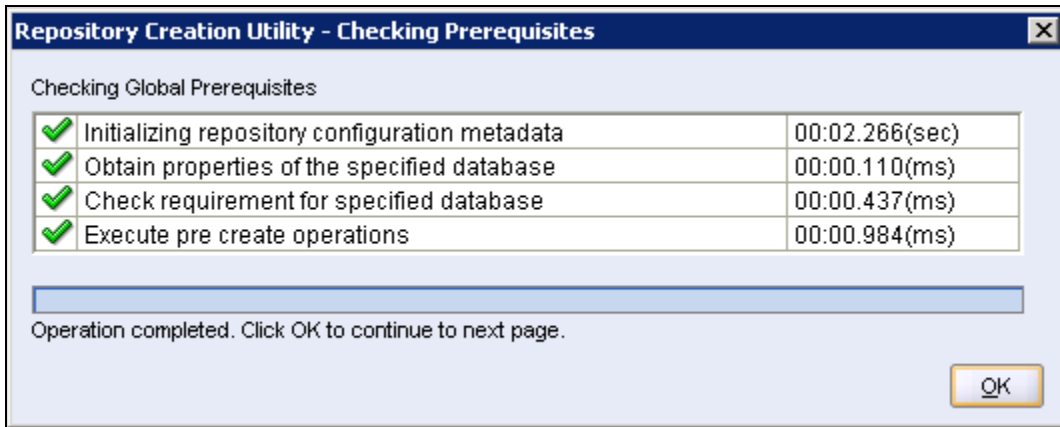 Repository Creation Utility - Checking Prerequisites
Checking Global Prerequisites
Initializing repository configuration metadata 00:02.266(sec)
Obtain properties of the specified database 00:00.110(ms)
Check requirement for specified database 00:00.437(ms)
Execute pre create operations 00:00.984(ms)
Operation completed. Click OK to continue to next page.
OK